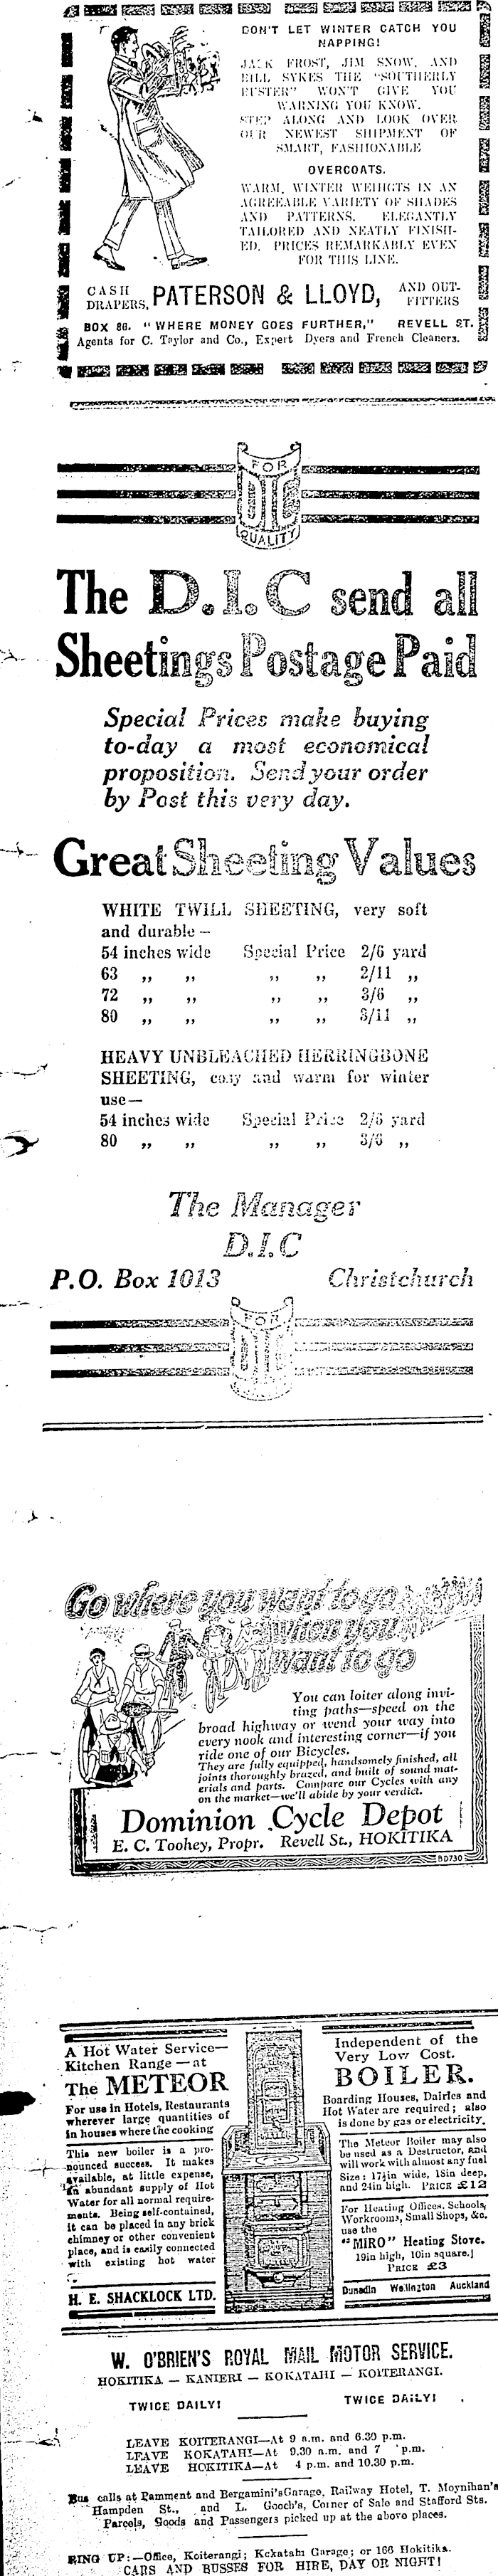 DON'T LET WINTER CATCH YOU
NAPPING!
JACK FROST, JIM SNOW, AND
BILL SYKES THE "SOUTHERLY
BUSTER" WON'T GIVE YOU
WARNING YOU KNOW.
STEP ALONG AND LOOK OVER
OUR NEWEST SHIPMENT OF
SMART, FASHIONABLE
OVERCOATS.
WARM, WINTER WEIHGTS IN AN
AGREEABLE VARIETY OF SHADES
AND PATTERNS, ELEGANTLY
TAILORED AND NEATLY FINISH-
ED. PRICES REMARKABLY EVEN
FOR THIS LINE.
CASH
DRAPERS, PATERSON & LLOYD, AND OUT-
FITTERS
BOX 86. "WHERE MONEY GOES FURTHER," REVELL ST.
Agents for C. Taylor and Co., Expert Dyers and French Cleaners.
FOR
DIC
QUALITY
The D.I.C send all
Sheetings Postage Paid
Special Prices make buying
to-day a most economical
proposition. Send your order
by Post this very day.
Great Sheeting Values
WHITE TWILL SHEETING, very soft
and durable—
54 inches wide Special Price 2/6 yard
63 ,, ,, ,, ,, 2/11 ,,
72 ,, ,, ,, ,, 3/6 ,,
80 ,, ,, ,, ,, 3/11 ,,
HEAVY UNBLEACHED HERRINGBONE
SHEETING, cosy and warm for winter
use—
54 inches wide Special Price 2/6 yard
80 ,, ,, ,, ,, 3/6 ,,
The Manager
D.I.C
P.O. Box 1013 Christchurch
FOR
DIC
Go where you want to go
when you
want to go
You can loiter along invi-
ting paths—speed on the
broad highway or wend your way into
every nook and interesting corner—if you
ride one of our Bicycles.
They are fully equipped, handsomely finished, all
joints thoroughly brazed, and built of sound mat-
erials and parts. Compare our Cycles with any
on the market—we'll abide by your verdict.
Dominion Cycle Depot
E. C. Toohey, Propr. Revell St., HOKITIKA
BD730
A Hot Water Service—
Kitchen Range—at
The METEOR
For use in Hotels, Restaurants
wherever large quantities of
in houses where the cooking
This new boiler is a pro-
nounced success. It makes
available, at little expense,
an abundant supply of Hot
Water for all normal require-
ments. Being self-contained,
it can be placed in any brick
chimney or other convenient
place, and is easily connected
with existing hot water
H. E. SHACKLOCK LTD.
Independent of the
Very Low Cost.
BOILER.
Boarding Houses, Dairies and
Hot Water are required; also
is done by gas or electricity.
The Meteor Boiler may also
be used as a Destructor, and
will work with almost any fuel
Size: 17½in wide, 18in deep,
and 24in high. PRICE £12
For Heating Offices, Schools,
Workrooms, Small Shops, &c.
use the
"MIRO" Heating Stove.
19in high, 10in square.
PRICE £3
Dunedin Wellington Auckland
W. O'BRIEN'S ROYAL MAIL MOTOR SERVICE.
HOKITIKA — KANIERI — KOKATAHI — KOITERANGI.
TWICE DAILY! TWICE DAILY!
LEAVE KOITERANGI—At 9 a.m. and 6.30 p.m.
LEAVE KOKATAHI—At 9.30 a.m. and 7 p.m.
LEAVE HOKITIKA—At 4 p.m. and 10.30 p.m.
Bus calls at Pamment and Bergamini's Garage, Railway Hotel, T. Moynihan's
Hampden St., and L. Gooch's, Corner of Sale and Stafford Sts.
Parcels, Goods and Passengers picked up at the above places.
RING UP:—Office, Koiterangi; Kokatahi Garage; or 166 Hokitika.
CARS AND BUSSES FOR HIRE, DAY OR NIGHT!